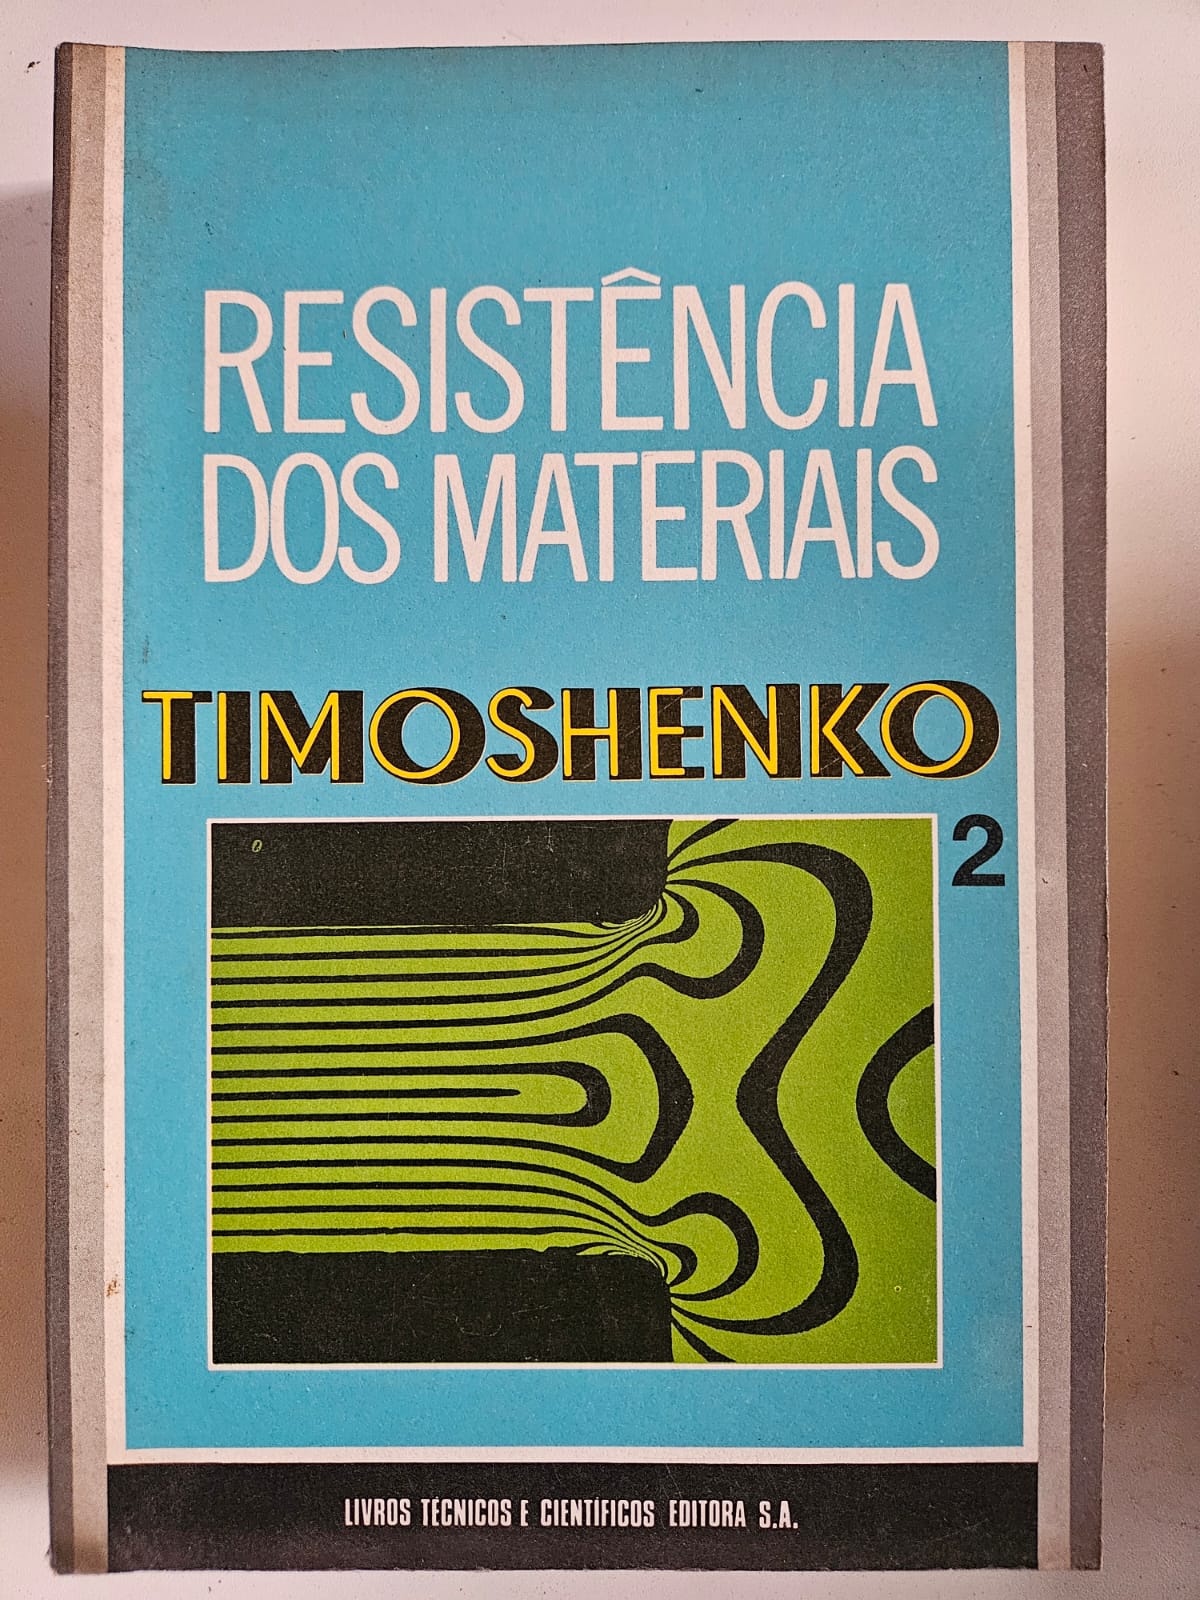 RESISTÊNCIA
DOS MATERIAIS
TIMOSHENKO
2
LIVROS TÉCNICOS E CIENTÍFICOS EDITORA S.A.